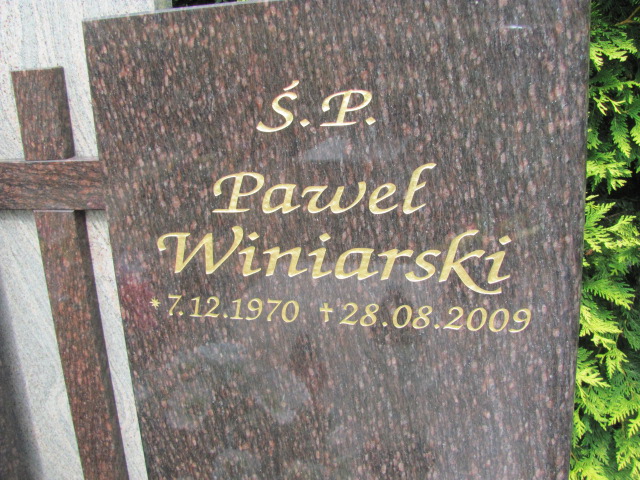 Ś.P.
Paweł
Winiarski
* 7.12.1970 ✝ 28.08.2009